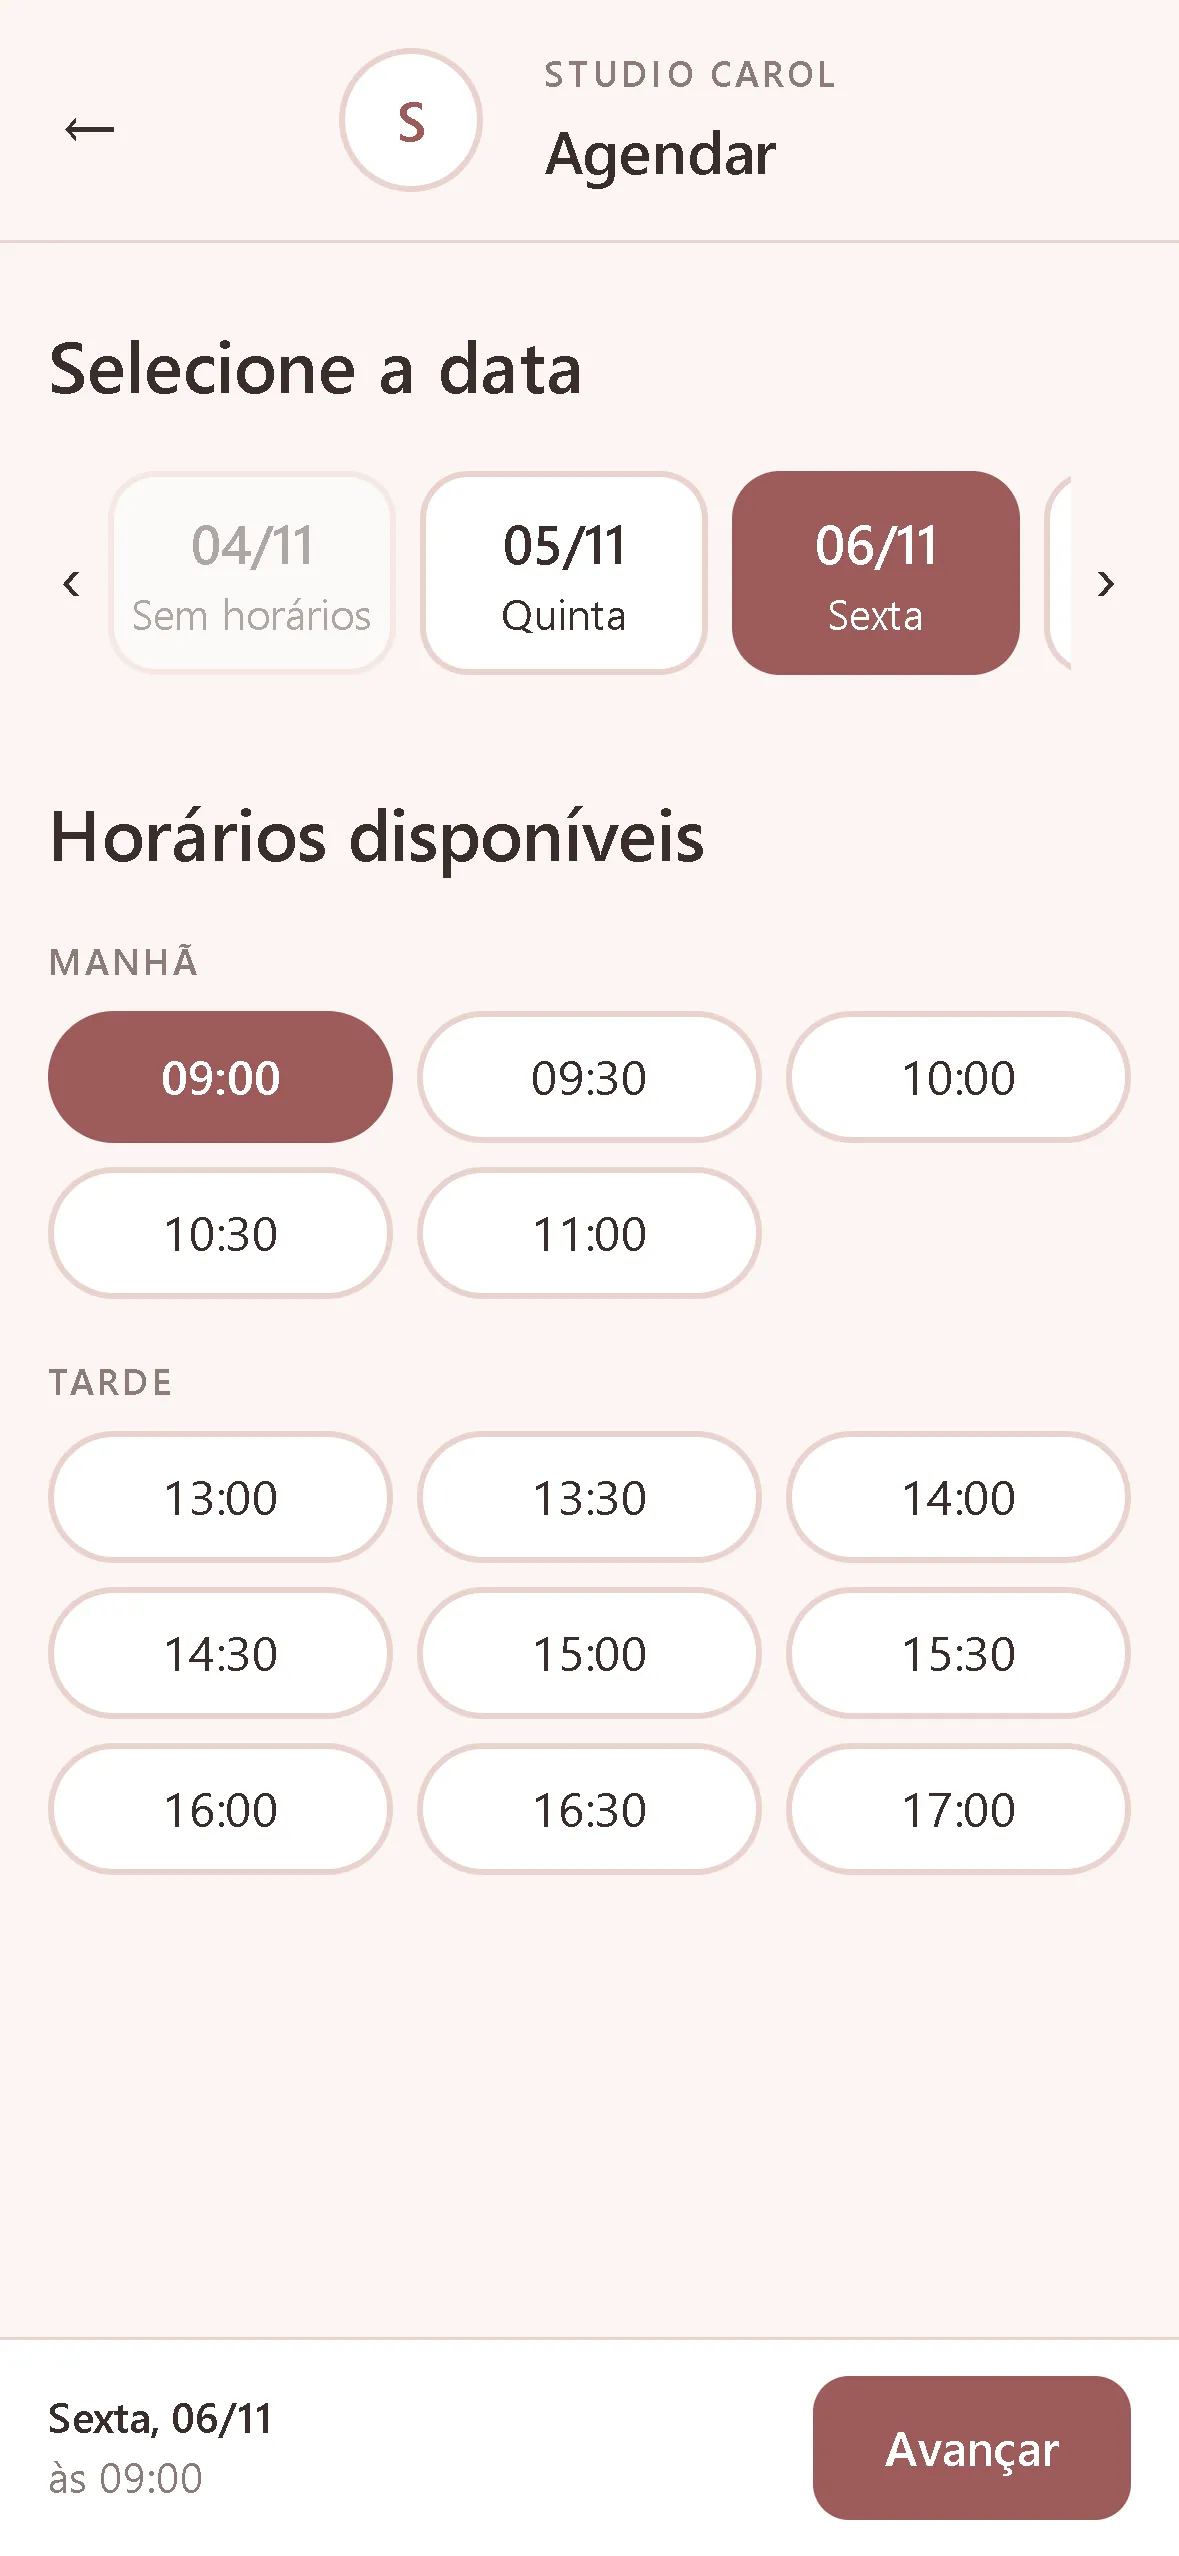 ←
S
STUDIO CAROL
Agendar
Selecione a data
‹
04/11
Sem horários
05/11
Quinta
06/11
Sexta
›
Horários disponíveis
MANHÃ
09:00
09:30
10:00
10:30
11:00
TARDE
13:00
13:30
14:00
14:30
15:00
15:30
16:00
16:30
17:00
Sexta, 06/11
às 09:00
Avançar